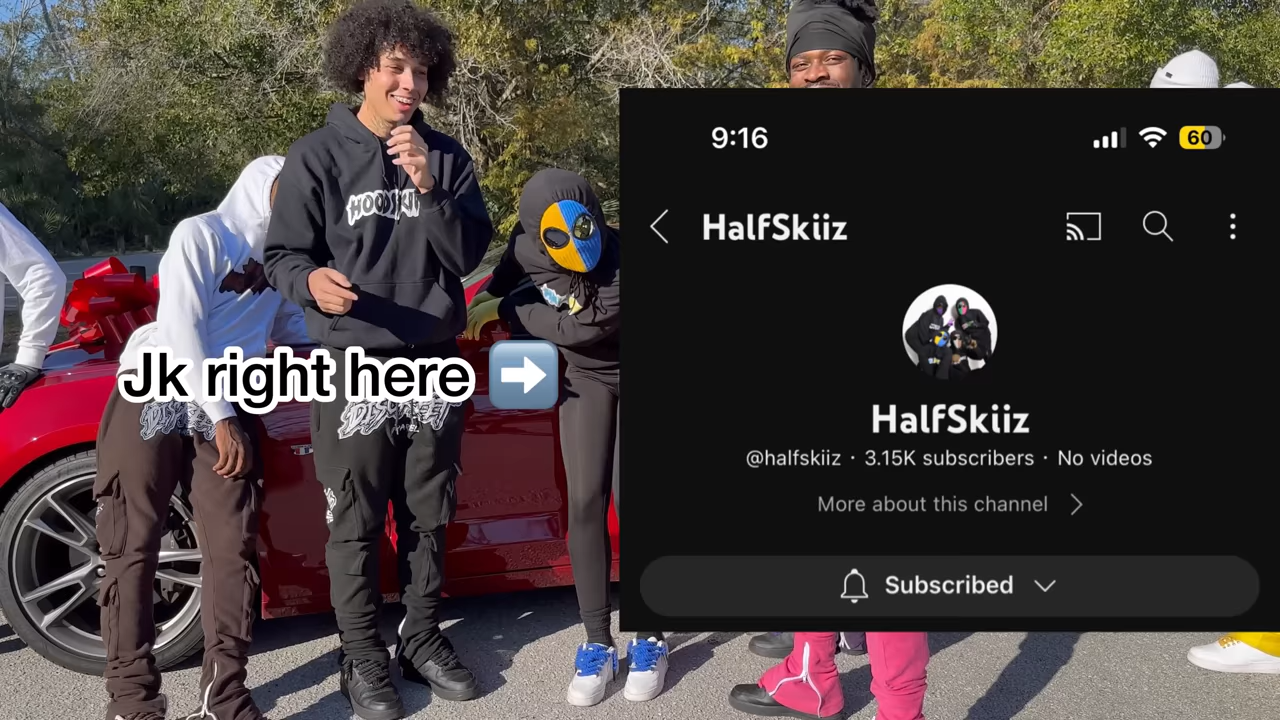 9:16
60
HalfSkiiz
HalfSkiiz
@halfskiiz · 3.15K subscribers · No videos
More about this channel
Subscribed
Jk right here ➡️